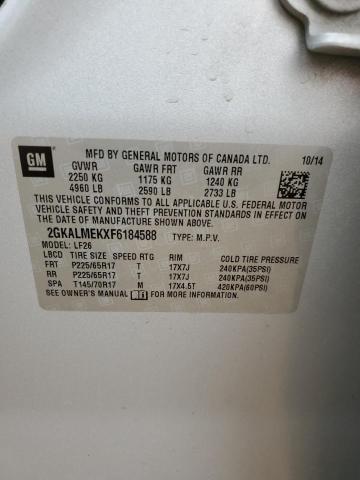 GM
MFD BY GENERAL MOTORS OF CANADA LTD. 10/14
GVWR GAWR FRT GAWR RR
2250 KG 1175 KG 1240 KG
4960 LB 2590 LB 2733 LB
THIS VEHICLE CONFORMS TO ALL APPLICABLE U.S. FEDERAL MOTOR
VEHICLE SAFETY AND THEFT PREVENTION STANDARDS IN EFFECT
ON THE DATE OF MANUFACTURE SHOWN ABOVE.
2GKALMEKXF6184588 TYPE: M.P.V.
MODEL: LF26
LBCD TIRE SIZE SPEED RTG RIM COLD TIRE PRESSURE
FRT P225/65R17 T 17X7J 240KPA(35PSI)
RR P225/65R17 T 17X7J 240KPA(35PSI)
SPA T145/70R17 M 17X4.5T 420KPA(60PSI)
SEE OWNER'S MANUAL